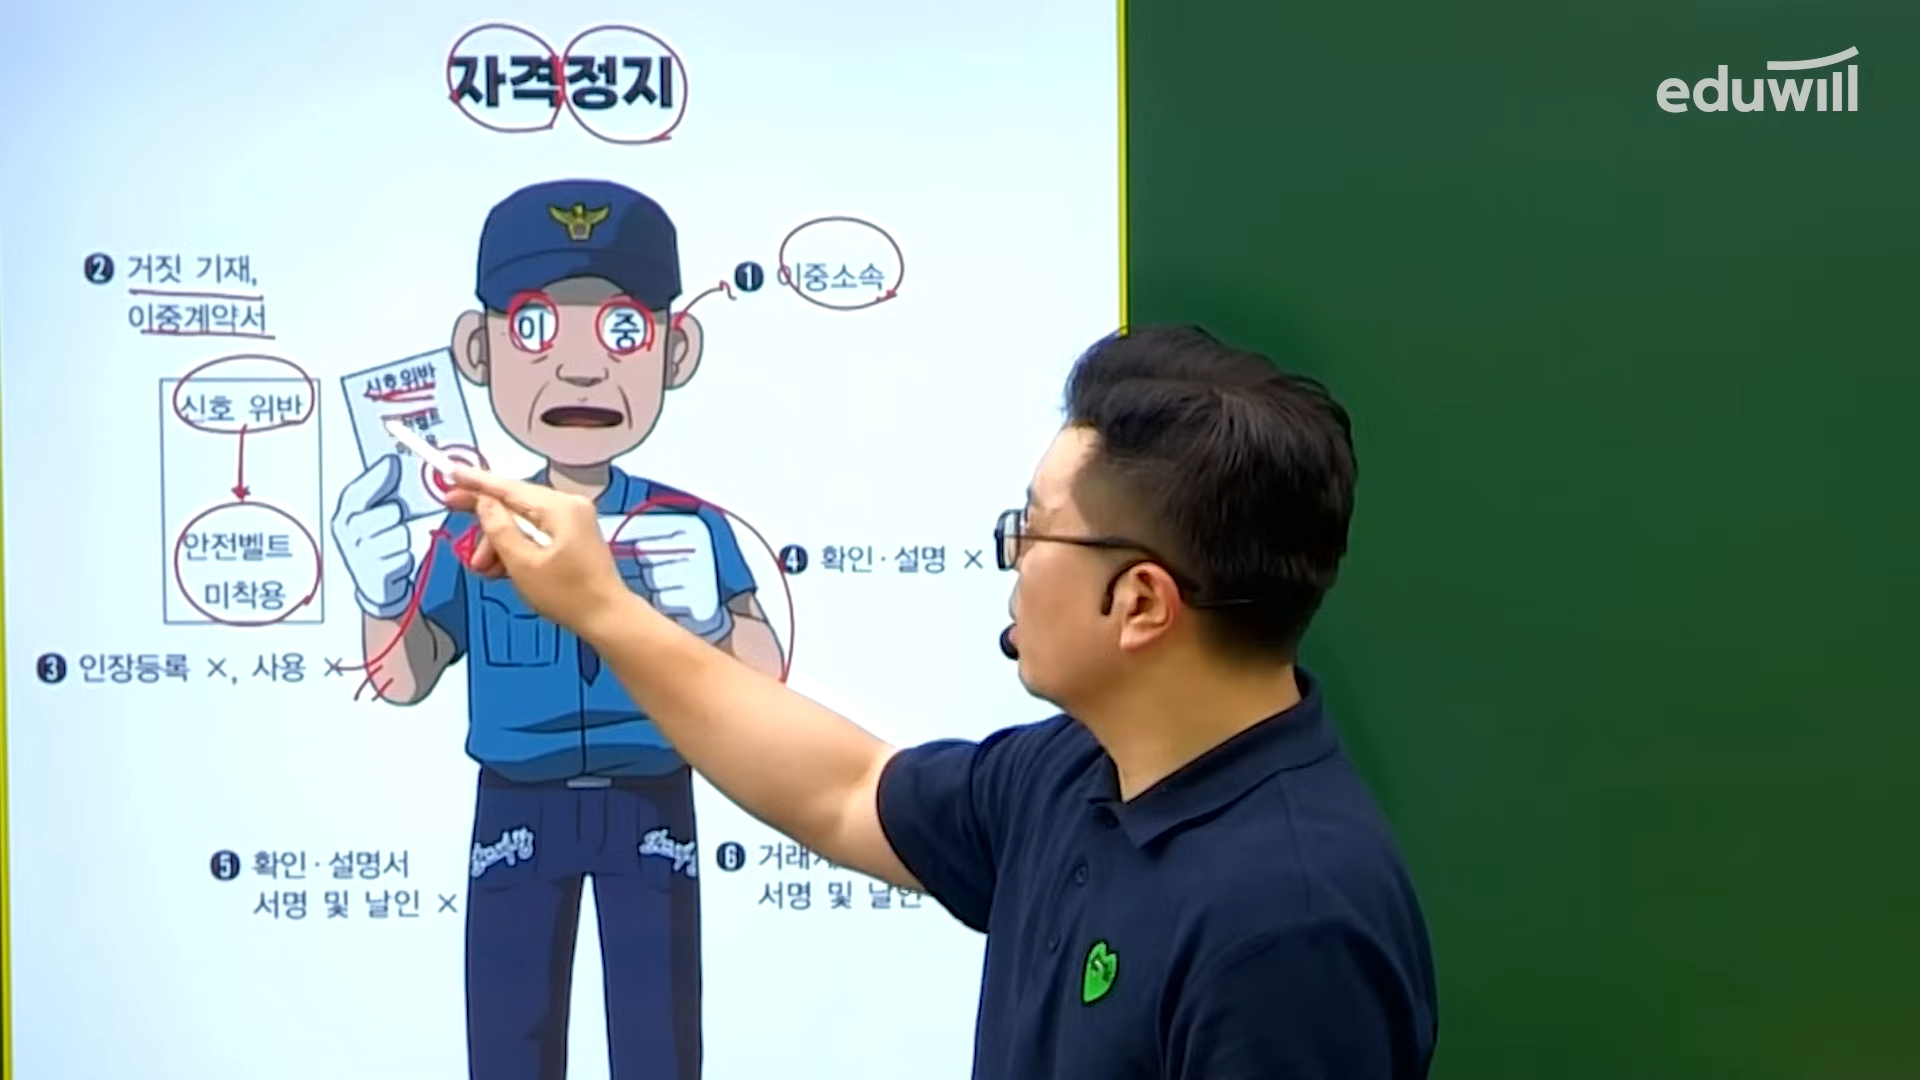 자격정지
eduwill
❶ 이중소속
❷ 거짓 기재,
이중계약서
이 중
신호위반
신호 위반
안전벨트
미착용
❸ 인장등록 ×, 사용 ×
❹ 확인·설명 ×
❺ 확인·설명서
서명 및 날인 ×
❻ 거래
서명 및 날인